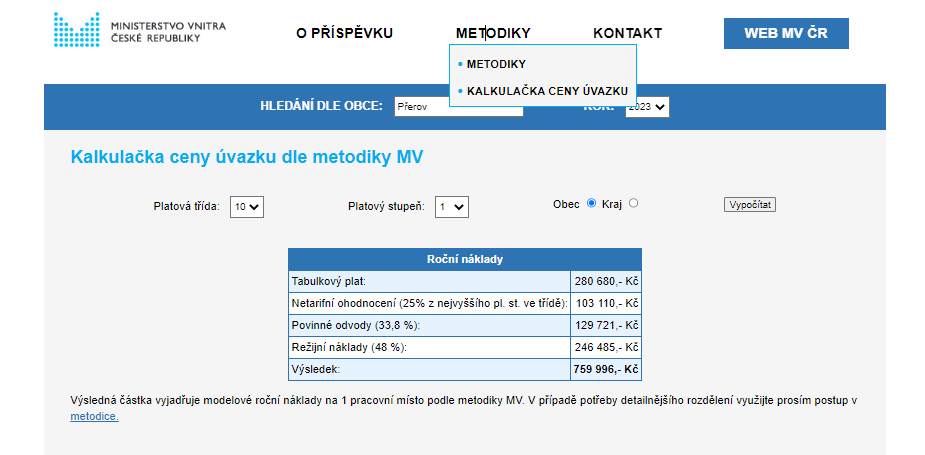 MINISTERSTVO VNITRA
ČESKÉ REPUBLIKY
O PŘÍSPĚVKU
METODIKY
KONTAKT
WEB MV ČR
METODIKY
KALKULAČKA CENY ÚVAZKU
HLEDÁNÍ DLE OBCE: Přerov ROK: 2023
Kalkulačka ceny úvazku dle metodiky MV
Platová třída: 10 Platový stupeň: 1 Obec Kraj Vypočítat
Roční náklady
Tabulkový plat: 280 680,- Kč
Netarifní ohodnocení (25% z nejvyššího pl. st. ve třídě): 103 110,- Kč
Povinné odvody (33,8 %): 129 721,- Kč
Režijní náklady (48 %): 246 485,- Kč
Výsledek: 759 996,- Kč
Výsledná částka vyjadřuje modelové roční náklady na 1 pracovní místo podle metodiky MV. V případě potřeby detailnějšího rozdělení využijte prosím postup v
metodice.